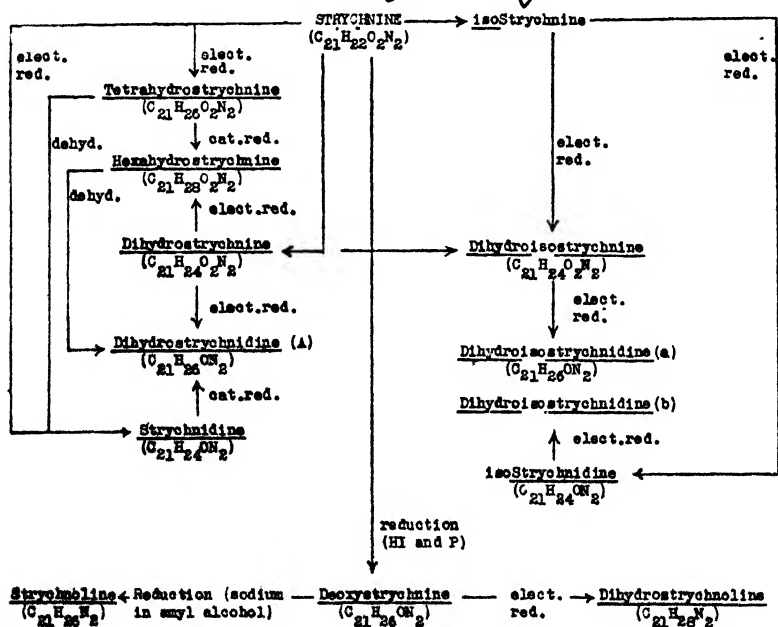 STRYCHNINE
(C21H22O2N2)
isoStrychnine
elect.
red.
elect.
red.
elect.
red.
Tetrahydrostrychnine
(C21H26O2N2)
dehyd.
cat.red.
dehyd.
Hexahydrostrychnine
(C21H28O2N2)
elect.
red.
elect.red.
Dihydrostrychnine
(C21H24O2N2)
Dihydroisostrychnine
(C21H24O2N2)
elect.red.
elect.
red.
Dihydrostrychnidine (A)
(C21H26ON2)
Dihydroisostrychnidine(a)
(C21H26ON2)
cat.red.
Dihydroisostrychnidine(b)
Strychnidine
(C21H24ON2)
elect.red.
isoStrychnidine
(C21H24ON2)
reduction
(HI and P)
Strychnoline Reduction (sodium Deoxystrychnine elect. Dihydrostrychnoline
(C21H26N2) in amyl alcohol) (C21H26ON2) red. (C21H28N2)